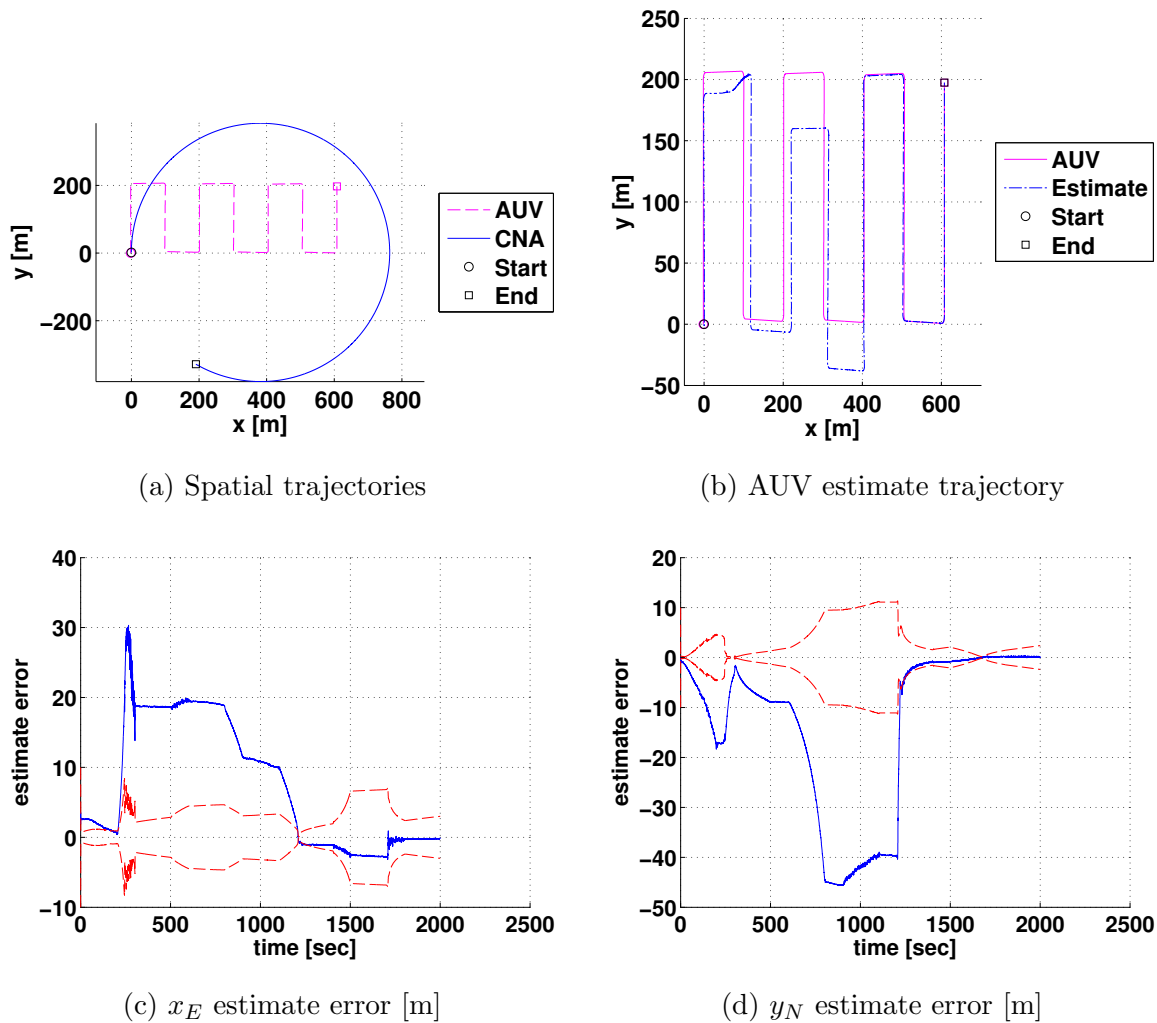 y [m]
200
0
−200
0
200
400
600
800
x [m]
AUV
CNA
Start
End
(a) Spatial trajectories
y [m]
250
200
150
100
50
0
−50
0
200
400
600
x [m]
AUV
Estimate
Start
End
(b) AUV estimate trajectory
estimate error
40
30
20
10
0
−10
0
500
1000
1500
2000
2500
time [sec]
(c) x_E estimate error [m]
estimate error
20
10
0
−10
−20
−30
−40
−50
0
500
1000
1500
2000
2500
time [sec]
(d) y_N estimate error [m]